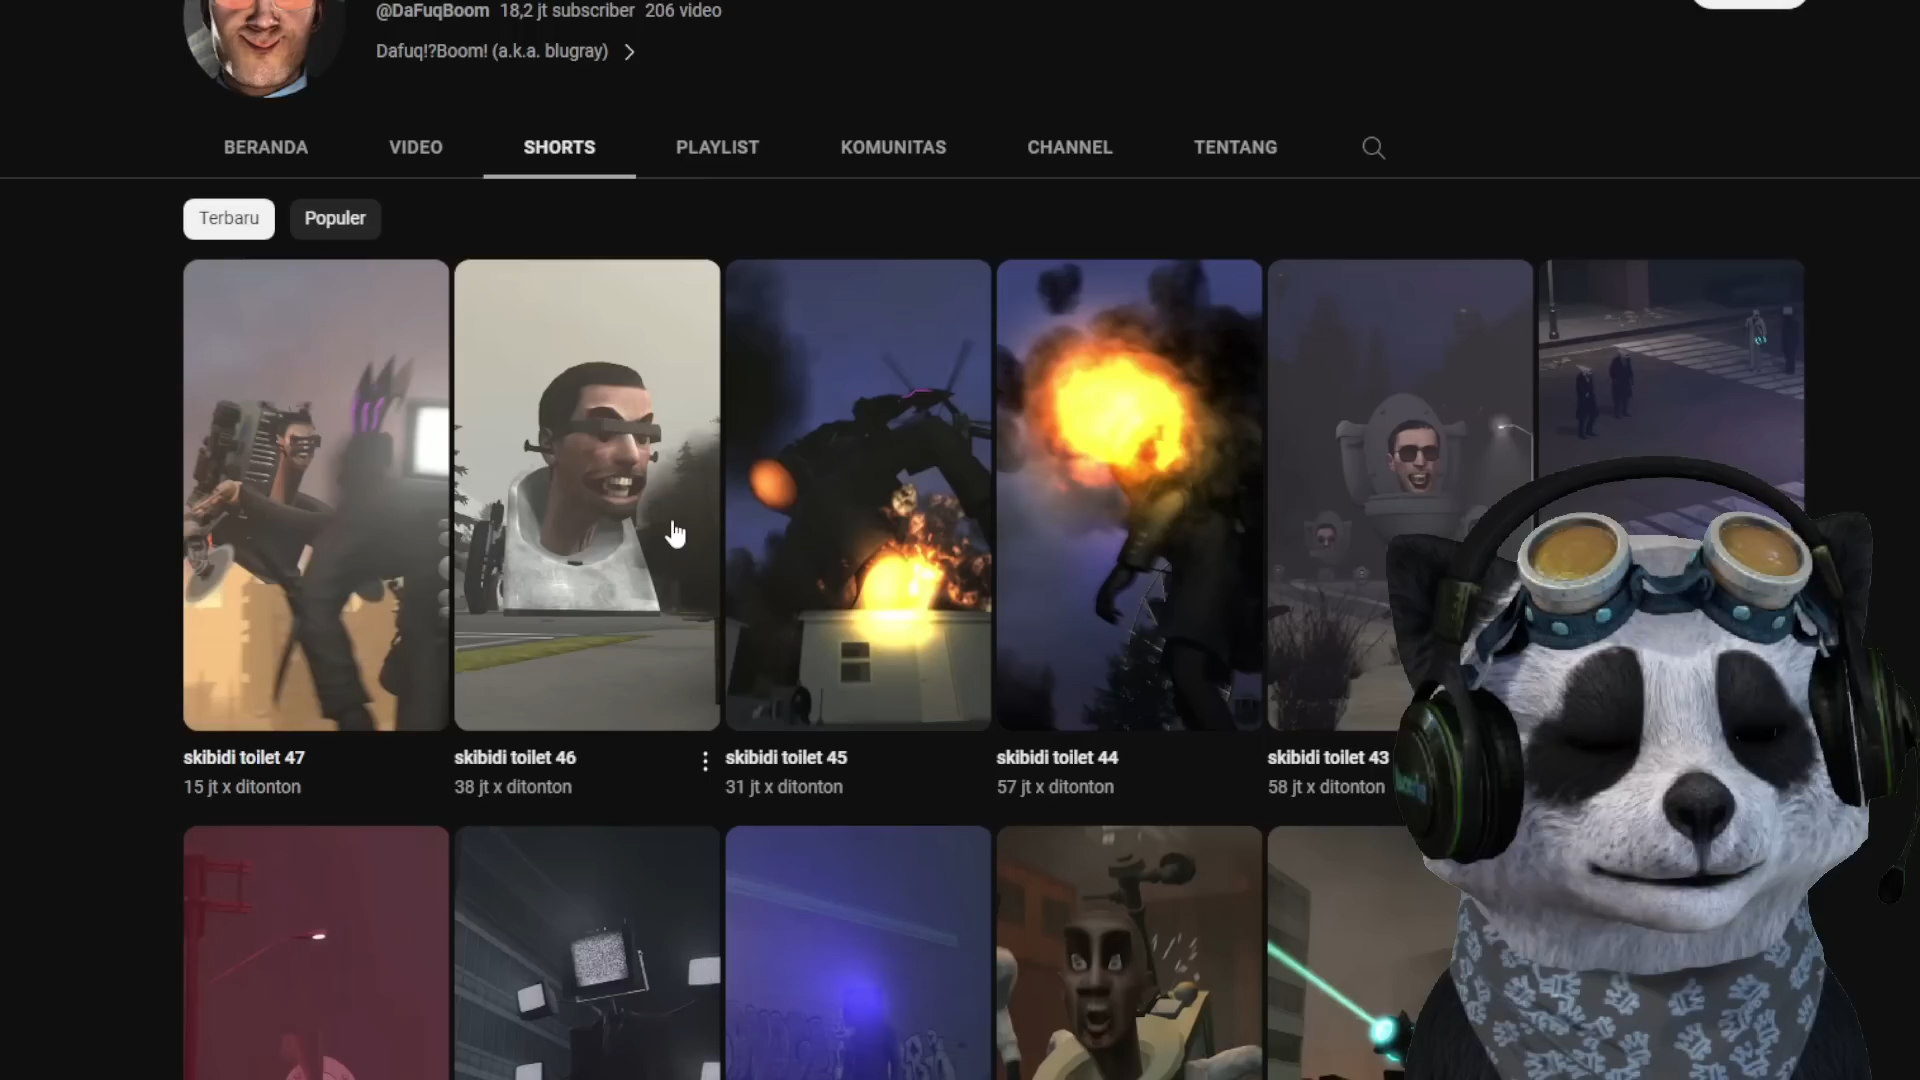 @DaFuqBoom 18,2 jt subscriber 206 video
Dafuq!?Boom! (a.k.a. blugray)
BERANDA VIDEO SHORTS PLAYLIST KOMUNITAS CHANNEL TENTANG
Terbaru Populer
skibidi toilet 47 skibidi toilet 46 skibidi toilet 45 skibidi toilet 44 skibidi toilet 43
15 jt x ditonton 38 jt x ditonton 31 jt x ditonton 57 jt x ditonton 58 jt x ditonton